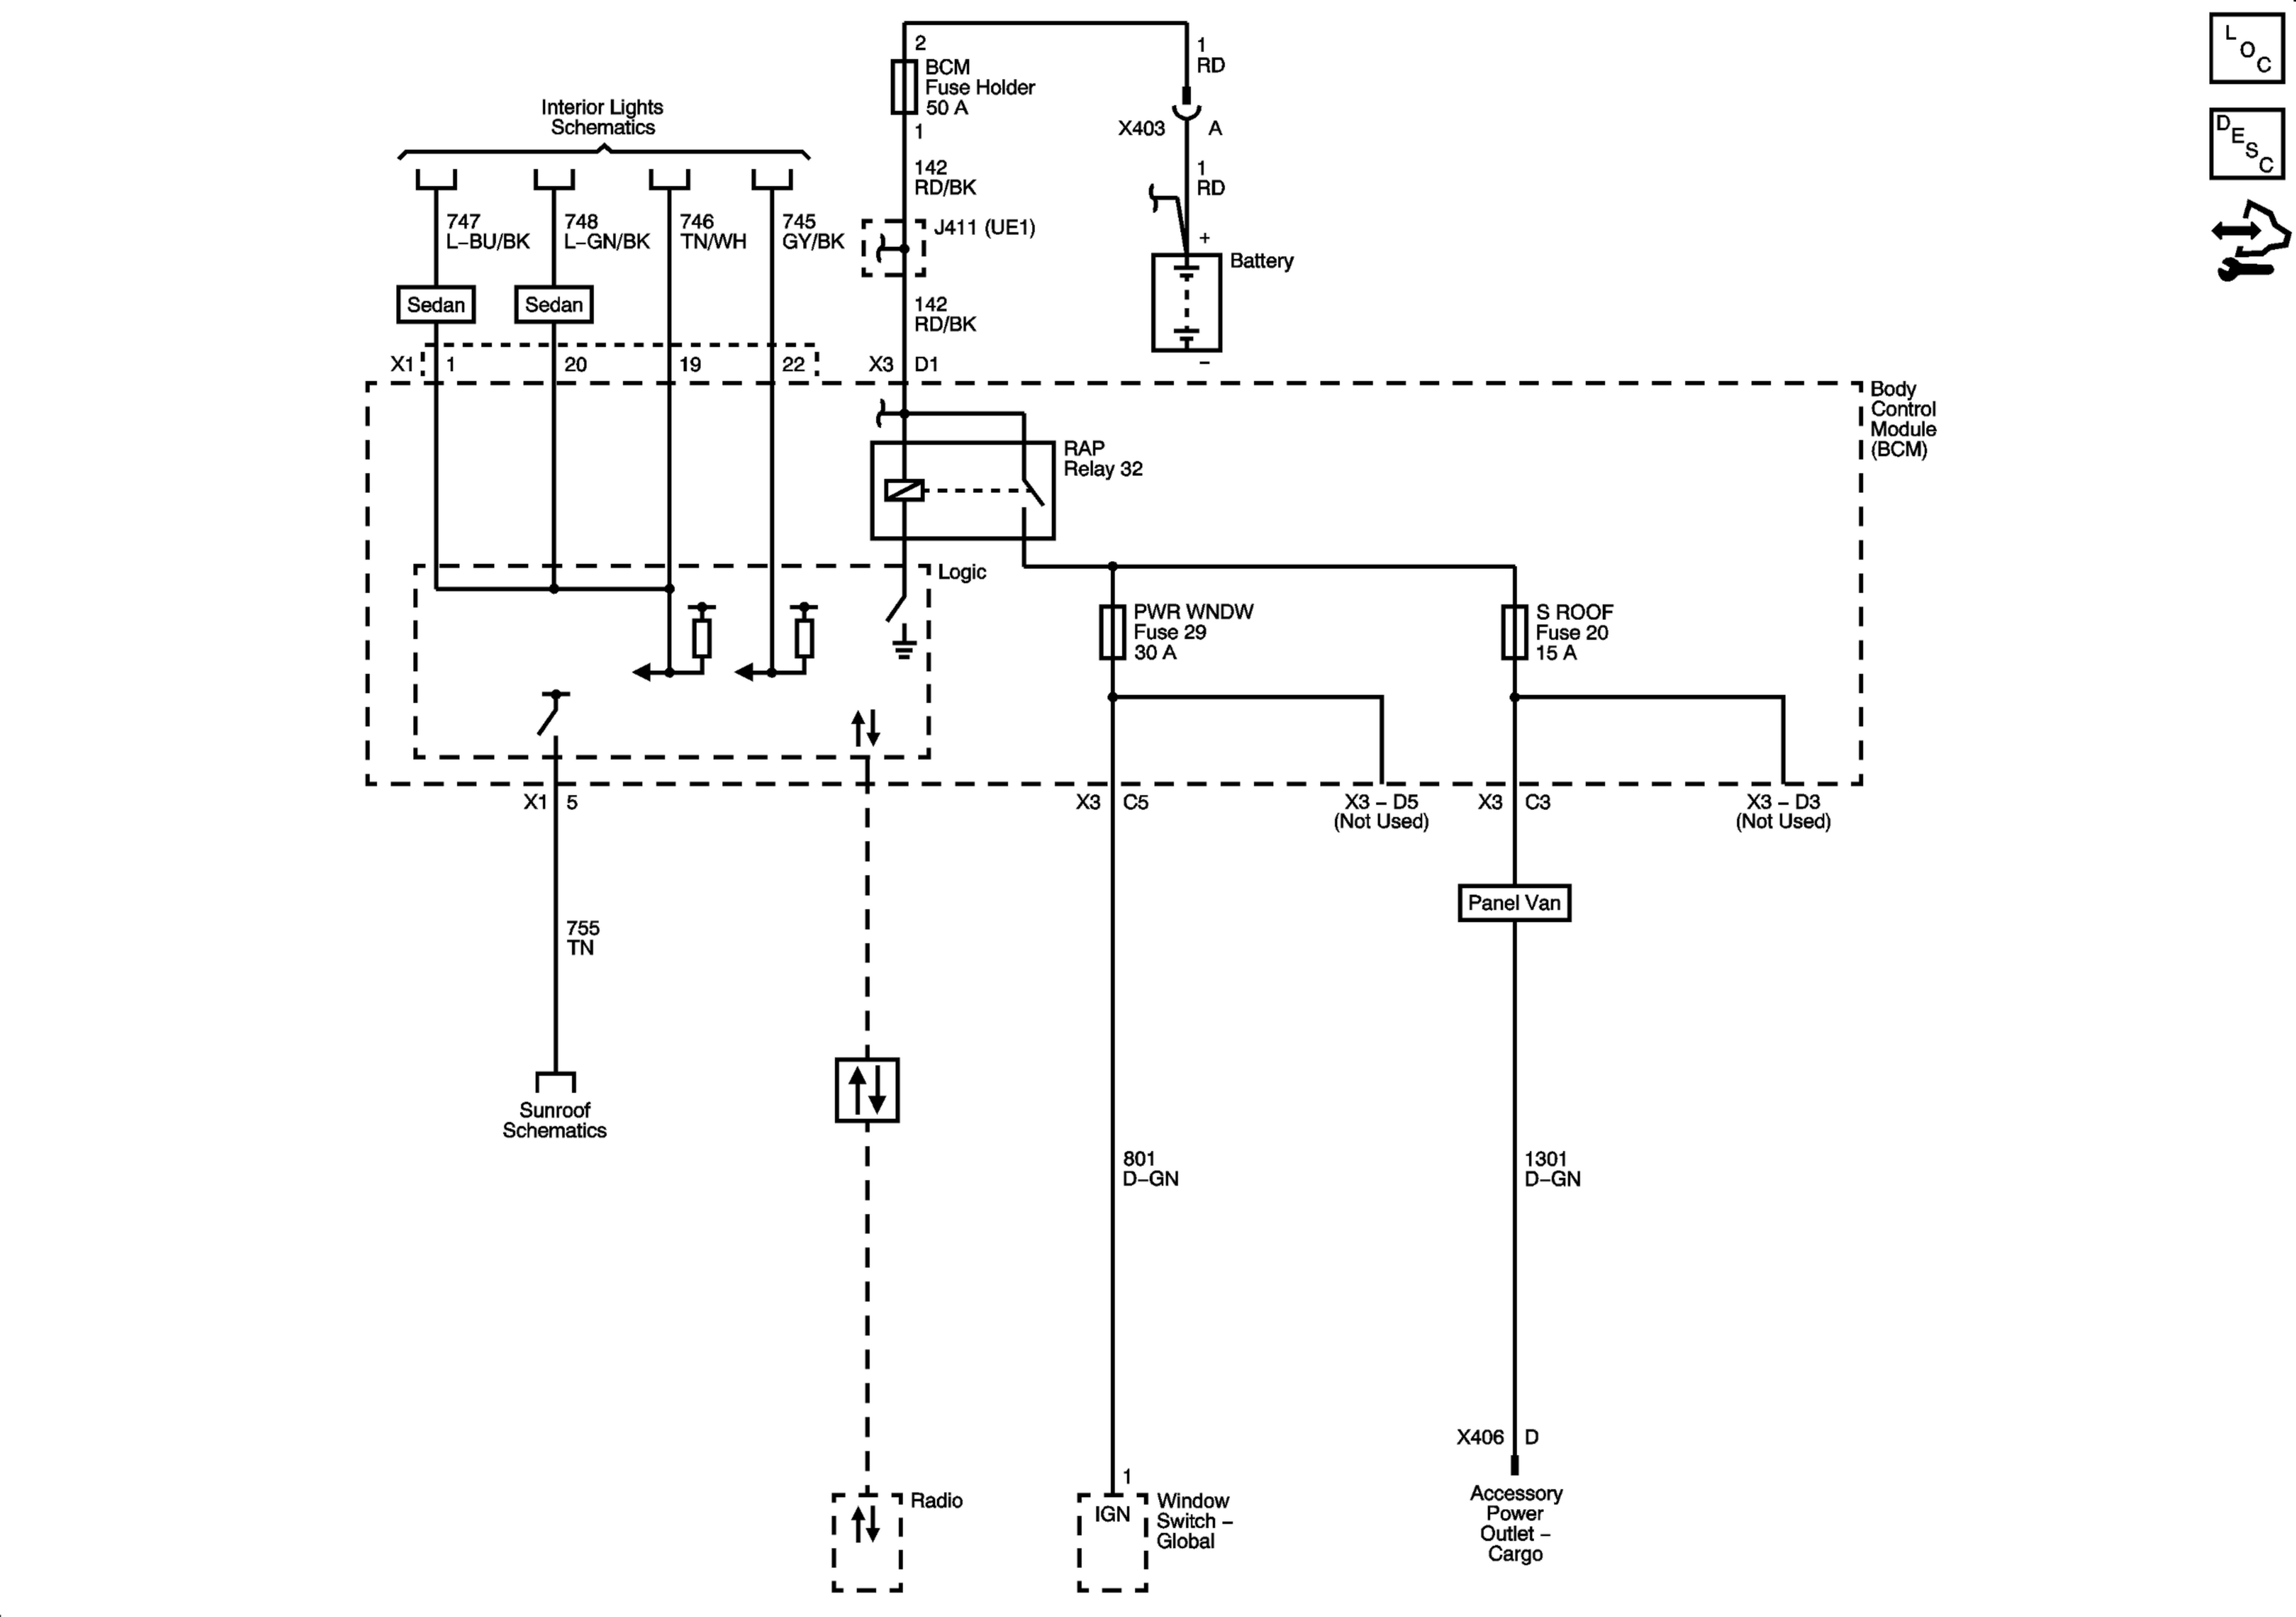 2
BCM
Fuse Holder
50 A
1
1
RD
X403 A
L
O
C
D
E
S
C
Interior Lights
Schematics
142
RD/BK
1
RD
747
L-BU/BK
748
L-GN/BK
746
TN/WH
745
GY/BK
J411 (UE1)
+
Battery
−
Sedan
Sedan
142
RD/BK
X1 1 20 19 22
X3 D1
Body
Control
Module
(BCM)
RAP
Relay 32
Logic
PWR WNDW
Fuse 29
30 A
S ROOF
Fuse 20
15 A
X1 5
X3 C5
X3 – D5
(Not Used)
X3 C3
X3 – D3
(Not Used)
Panel Van
755
TN
Sunroof
Schematics
801
D-GN
1301
D-GN
X406 D
1
Radio
IGN
Window
Switch –
Global
Accessory
Power
Outlet –
Cargo